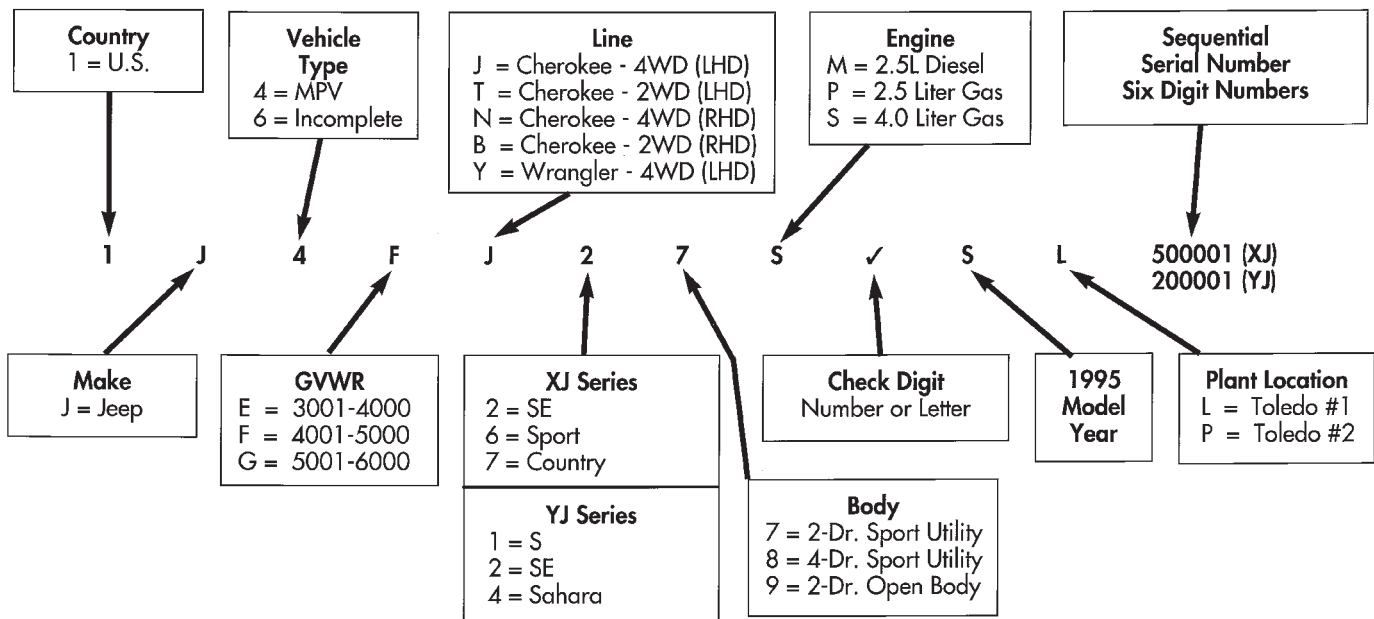 Country
1 = U.S.
Vehicle
Type
4 = MPV
6 = Incomplete
Line
J = Cherokee - 4WD (LHD)
T = Cherokee - 2WD (LHD)
N = Cherokee - 4WD (RHD)
B = Cherokee - 2WD (RHD)
Y = Wrangler - 4WD (LHD)
Engine
M = 2.5L Diesel
P = 2.5 Liter Gas
S = 4.0 Liter Gas
Sequential
Serial Number
Six Digit Numbers
1 J 4 F J 2 7 S ✓ S L 500001 (XJ)
200001 (YJ)
Make
J = Jeep
GVWR
E = 3001-4000
F = 4001-5000
G = 5001-6000
XJ Series
2 = SE
6 = Sport
7 = Country
YJ Series
1 = S
2 = SE
4 = Sahara
Body
7 = 2-Dr. Sport Utility
8 = 4-Dr. Sport Utility
9 = 2-Dr. Open Body
Check Digit
Number or Letter
1995
Model
Year
Plant Location
L = Toledo #1
P = Toledo #2